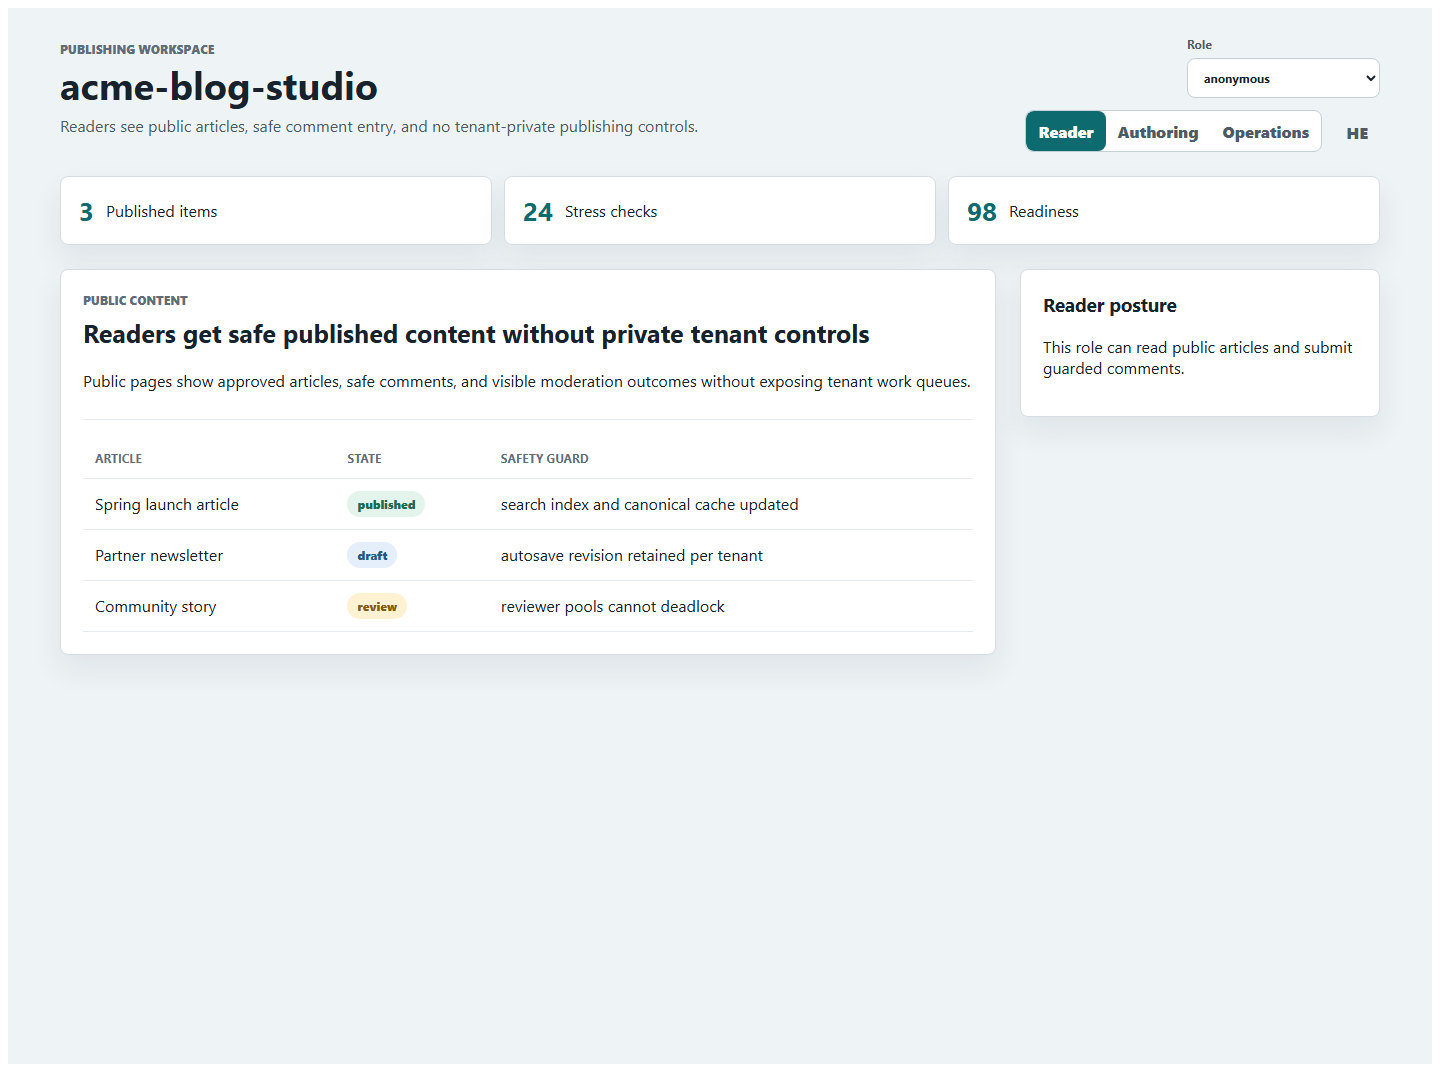 PUBLISHING WORKSPACE
acme-blog-studio
Readers see public articles, safe comment entry, and no tenant-private publishing controls.
Role
anonymous
Reader Authoring Operations HE
3 Published items
24 Stress checks
98 Readiness
PUBLIC CONTENT
Readers get safe published content without private tenant controls
Public pages show approved articles, safe comments, and visible moderation outcomes without exposing tenant work queues.
ARTICLE STATE SAFETY GUARD
Spring launch article published search index and canonical cache updated
Partner newsletter draft autosave revision retained per tenant
Community story review reviewer pools cannot deadlock
Reader posture
This role can read public articles and submit
guarded comments.